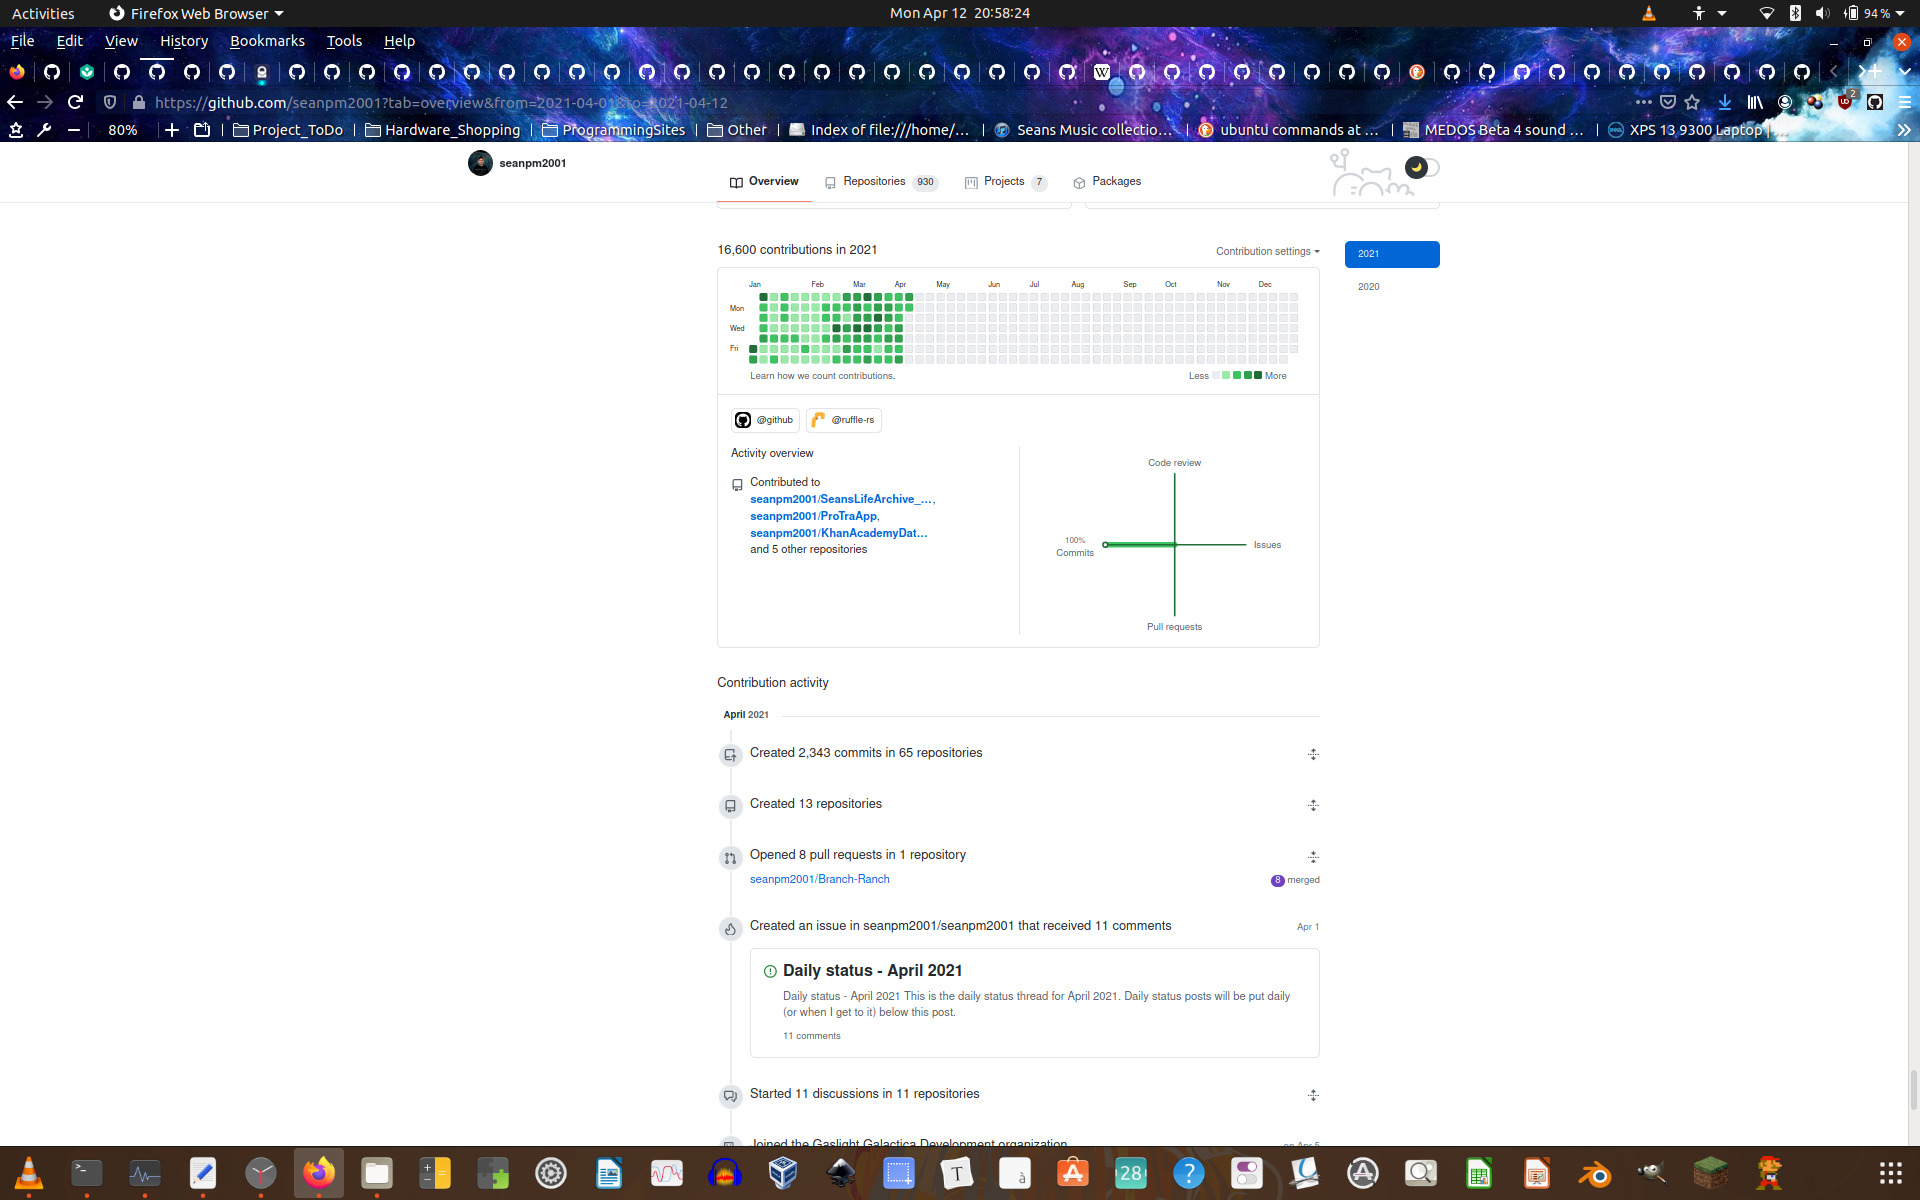 Activities
Firefox Web Browser
Mon Apr 12 20:58:24
94 %
File Edit View History Bookmarks Tools Help
https://github.com/seanpm2001?tab=overview&from=2021-04-01&to=2021-04-12
2
80%
Project_ToDo
Hardware_Shopping
ProgrammingSites
Other
Index of file:///home/...
Seans Music collectio...
ubuntu commands at ...
MEDOS Beta 4 sound ...
XPS 13 9300 Laptop
seanpm2001
Overview
Repositories 930
Projects 7
Packages
16,600 contributions in 2021
Contribution settings
2021
2020
Jan Feb Mar Apr May Jun Jul Aug Sep Oct Nov Dec
Mon
Wed
Fri
Learn how we count contributions.
Less
More
@github
@ruffle-rs
Activity overview
Contributed to
seanpm2001/SeansLifeArchive_...,
seanpm2001/ProTraApp,
seanpm2001/KhanAcademyDat...
and 5 other repositories
Code review
100%
Commits
Issues
Pull requests
Contribution activity
April 2021
Created 2,343 commits in 65 repositories
Created 13 repositories
Opened 8 pull requests in 1 repository
seanpm2001/Branch-Ranch
8 merged
Created an issue in seanpm2001/seanpm2001 that received 11 comments
Apr 1
Daily status - April 2021
Daily status - April 2021 This is the daily status thread for April 2021. Daily status posts will be put daily
(or when I get to it) below this post.
11 comments
Started 11 discussions in 11 repositories
Joined the Gaslight Galactica Development organization
on Apr 5